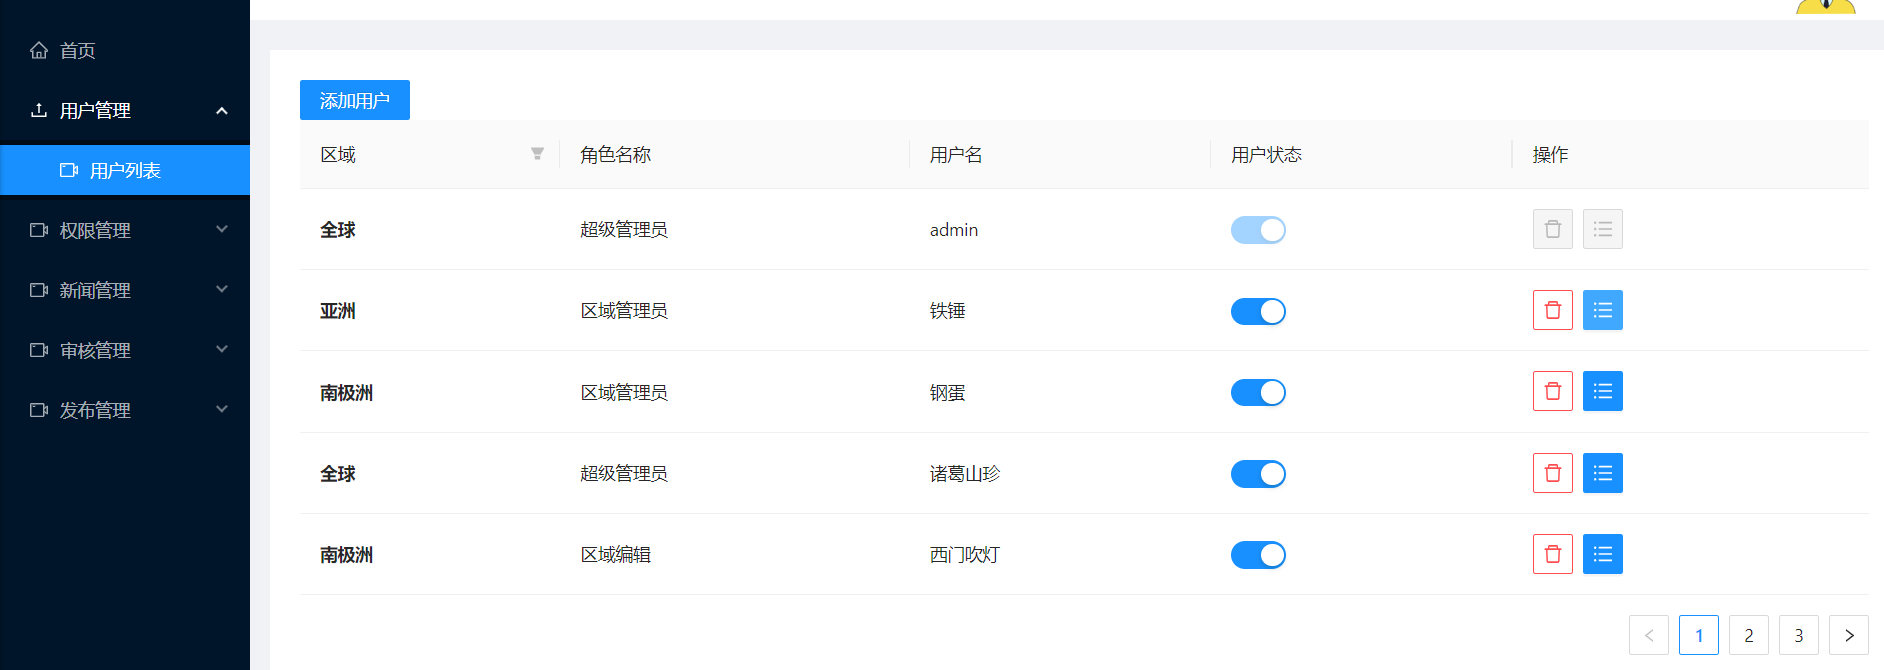 首页
用户管理
用户列表
权限管理
新闻管理
审核管理
发布管理
添加用户
区域 角色名称 用户名 用户状态 操作
全球 超级管理员 admin
亚洲 区域管理员 铁锤
南极洲 区域管理员 钢蛋
全球 超级管理员 诸葛山珍
南极洲 区域编辑 西门吹灯
< 1 2 3 >